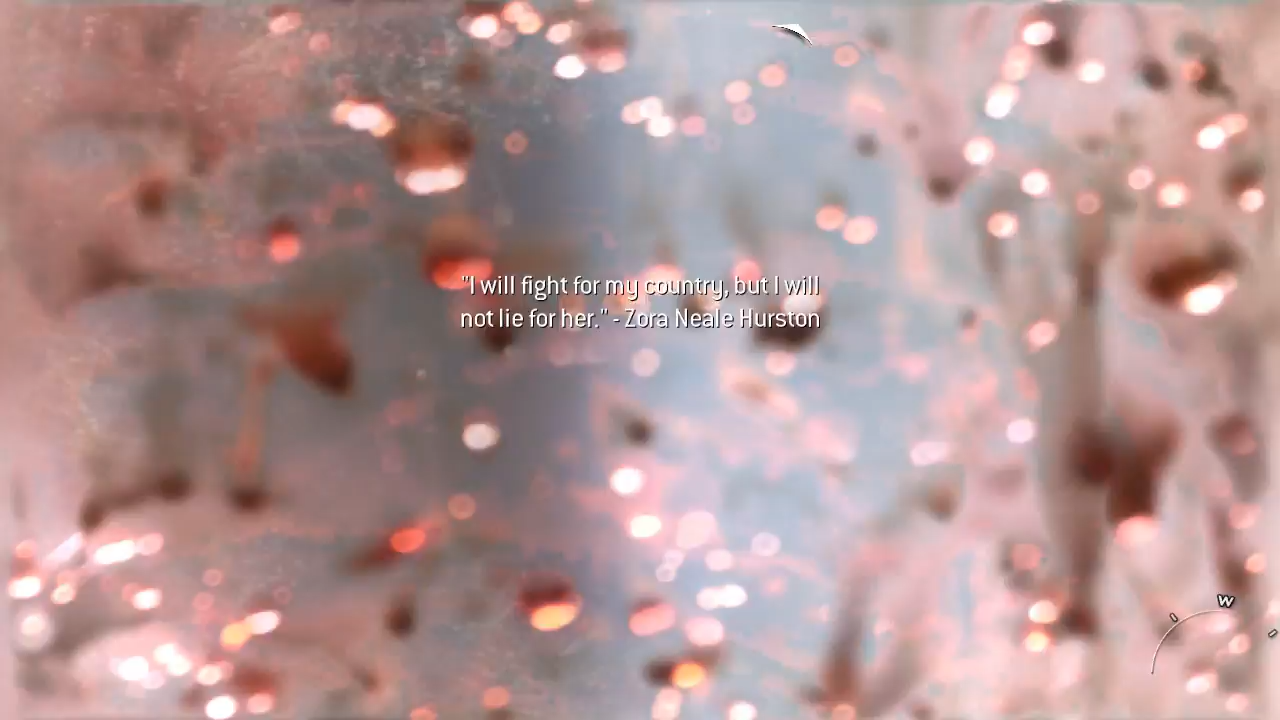 "I will fight for my country, but I will
not lie for her." - Zora Neale Hurston
W